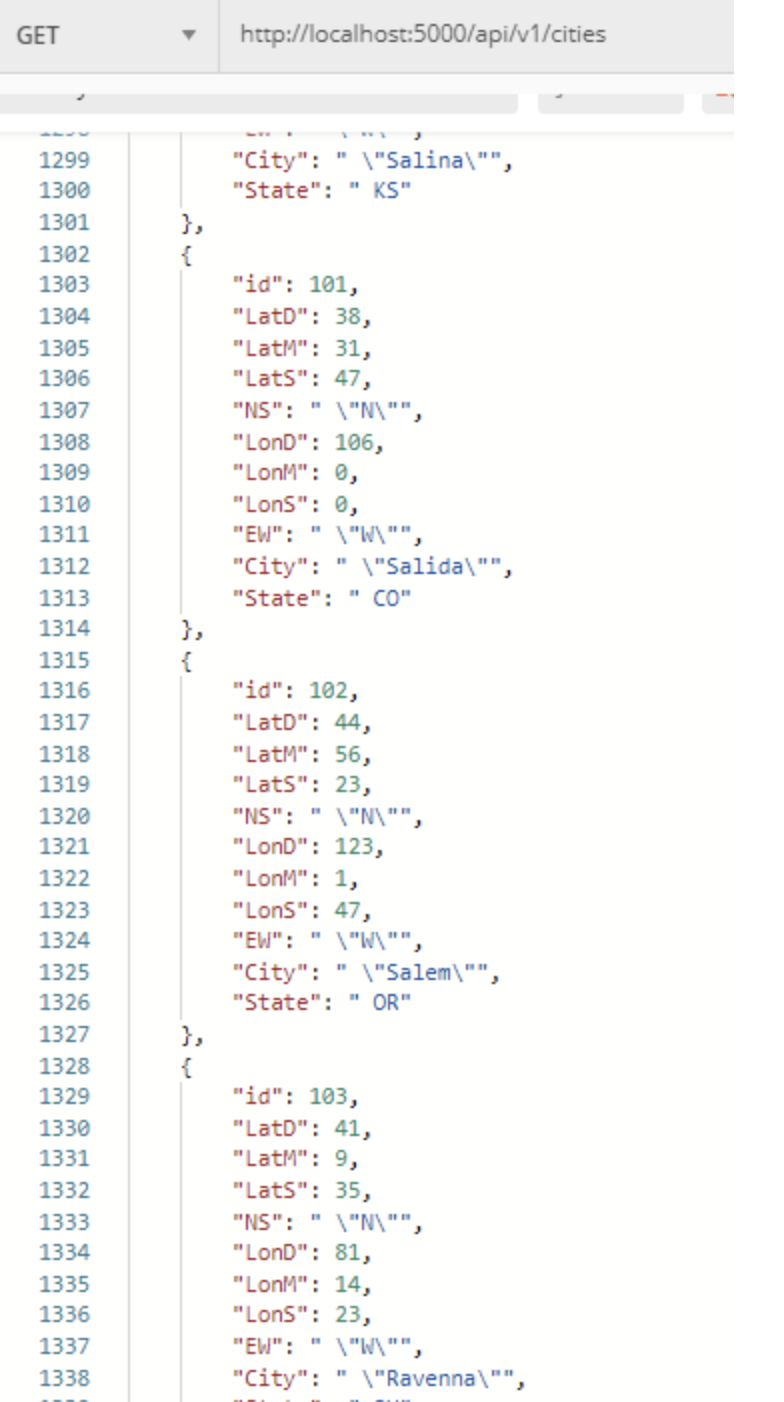 GET http://localhost:5000/api/v1/cities
1299 "City": " \"Salina\"",
1300 "State": " KS"
1301 },
1302 {
1303 "id": 101,
1304 "LatD": 38,
1305 "LatM": 31,
1306 "LatS": 47,
1307 "NS": " \"N\"",
1308 "LonD": 106,
1309 "LonM": 0,
1310 "LonS": 0,
1311 "EW": " \"W\"",
1312 "City": " \"Salida\"",
1313 "State": " CO"
1314 },
1315 {
1316 "id": 102,
1317 "LatD": 44,
1318 "LatM": 56,
1319 "LatS": 23,
1320 "NS": " \"N\"",
1321 "LonD": 123,
1322 "LonM": 1,
1323 "LonS": 47,
1324 "EW": " \"W\"",
1325 "City": " \"Salem\"",
1326 "State": " OR"
1327 },
1328 {
1329 "id": 103,
1330 "LatD": 41,
1331 "LatM": 9,
1332 "LatS": 35,
1333 "NS": " \"N\"",
1334 "LonD": 81,
1335 "LonM": 14,
1336 "LonS": 23,
1337 "EW": " \"W\"",
1338 "City": " \"Ravenna\"",